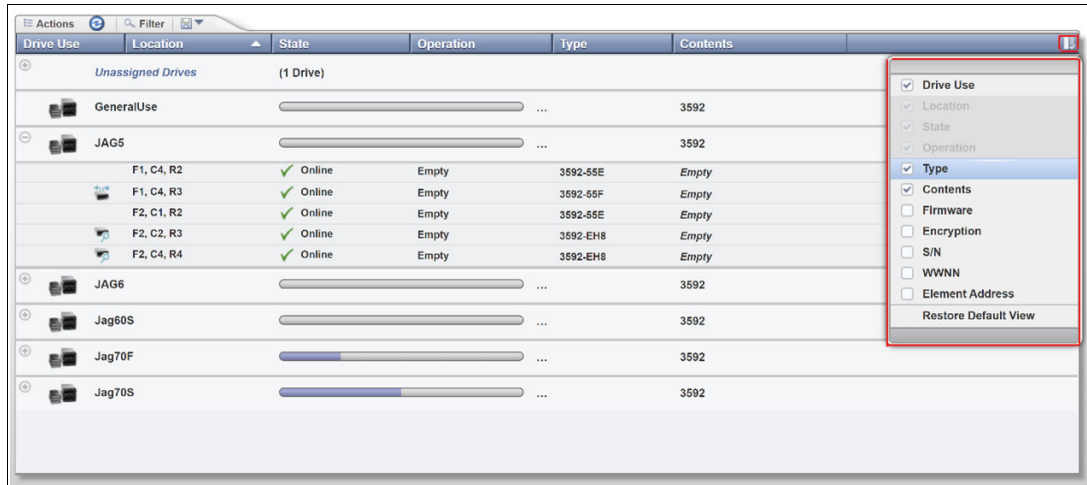 Actions Filter
Drive Use Location State Operation Type Contents
Unassigned Drives (1 Drive)
GeneralUse ... 3592
JAG5 ... 3592
F1, C4, R2 Online Empty 3592-55E Empty
F1, C4, R3 Online Empty 3592-55F Empty
F2, C1, R2 Online Empty 3592-55E Empty
F2, C2, R3 Online Empty 3592-EH8 Empty
F2, C4, R4 Online Empty 3592-EH8 Empty
JAG6 ... 3592
Jag60S ... 3592
Jag70F ... 3592
Jag70S ... 3592
Drive Use
Location
State
Operation
Type
Contents
Firmware
Encryption
S/N
WWNN
Element Address
Restore Default View